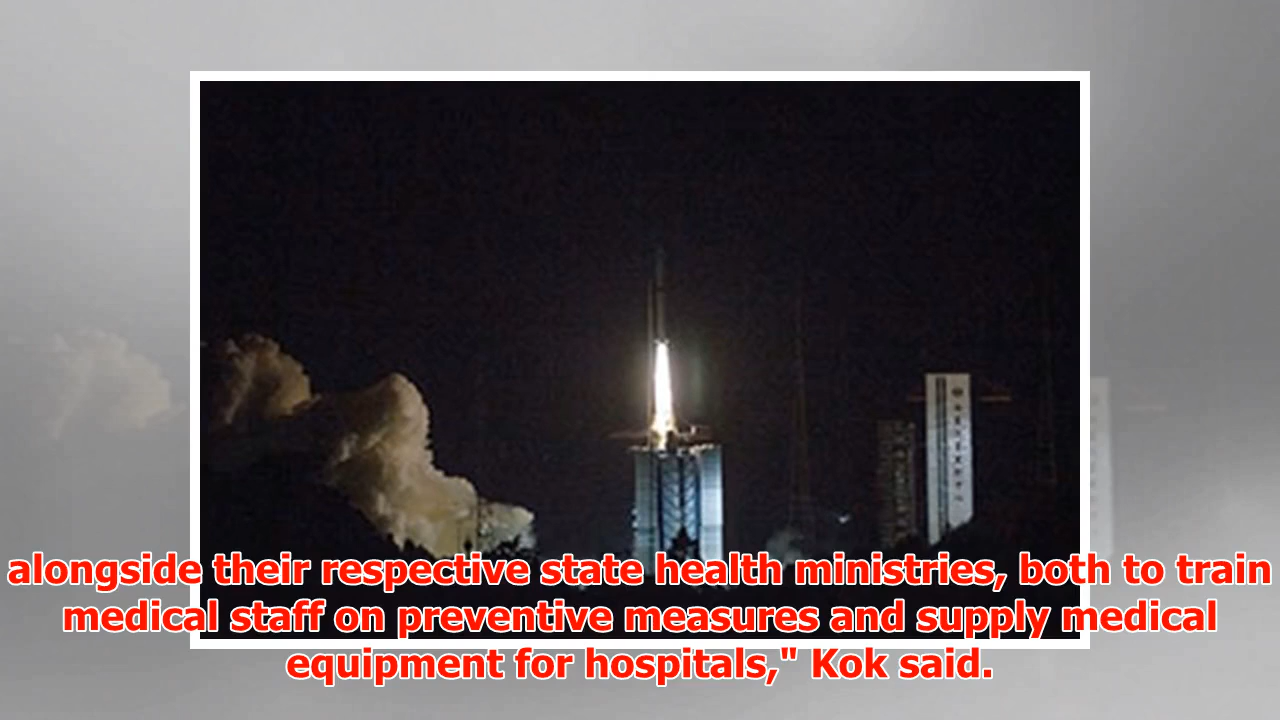 alongside their respective state health ministries, both to train
medical staff on preventive measures and supply medical
equipment for hospitals," Kok said.